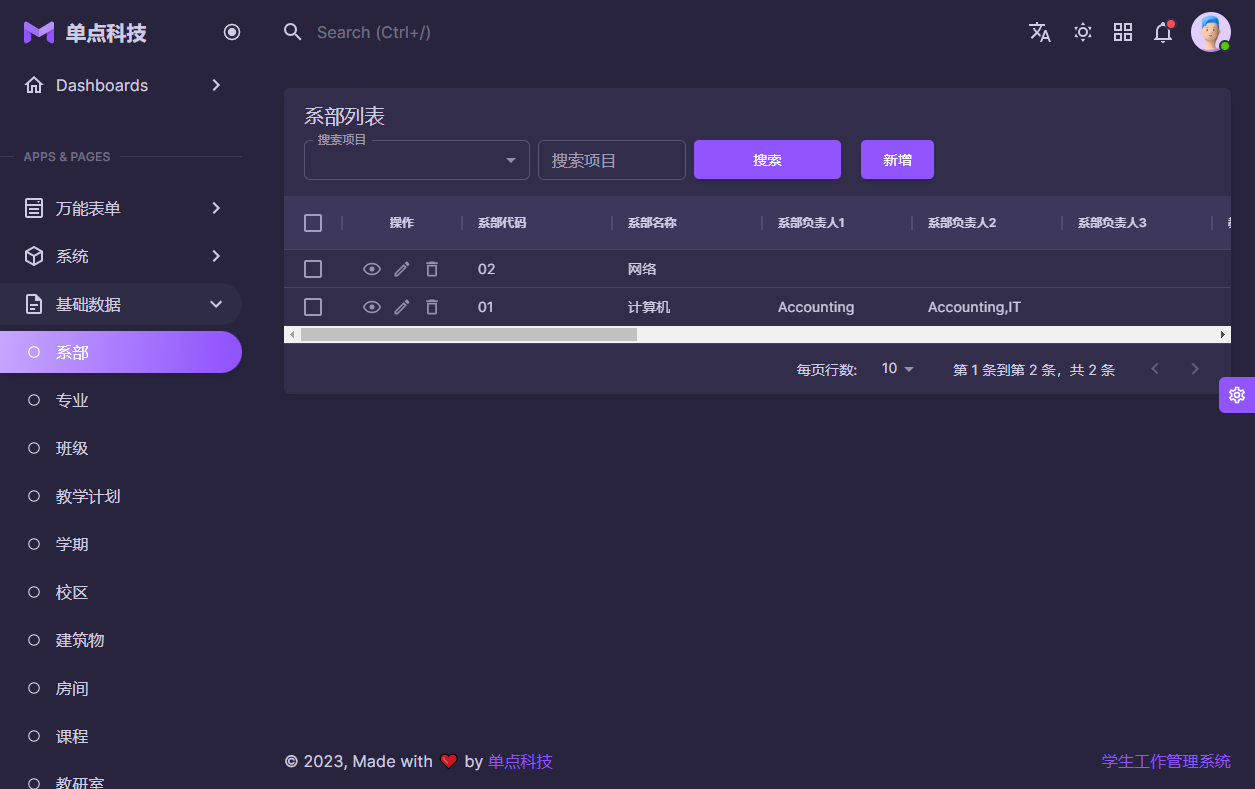 单点科技
Search (Ctrl+/)
Dashboards
APPS & PAGES
万能表单
系统
基础数据
系部
专业
班级
教学计划
学期
校区
建筑物
房间
课程
教研室
系部列表
搜索项目
搜索项目
搜索
新增
操作 系部代码 系部名称 系部负责人1 系部负责人2 系部负责人3
02 网络
01 计算机 Accounting Accounting,IT
每页行数: 10 第 1 条到第 2 条，共 2 条
© 2023, Made with ❤️ by 单点科技
学生工作管理系统